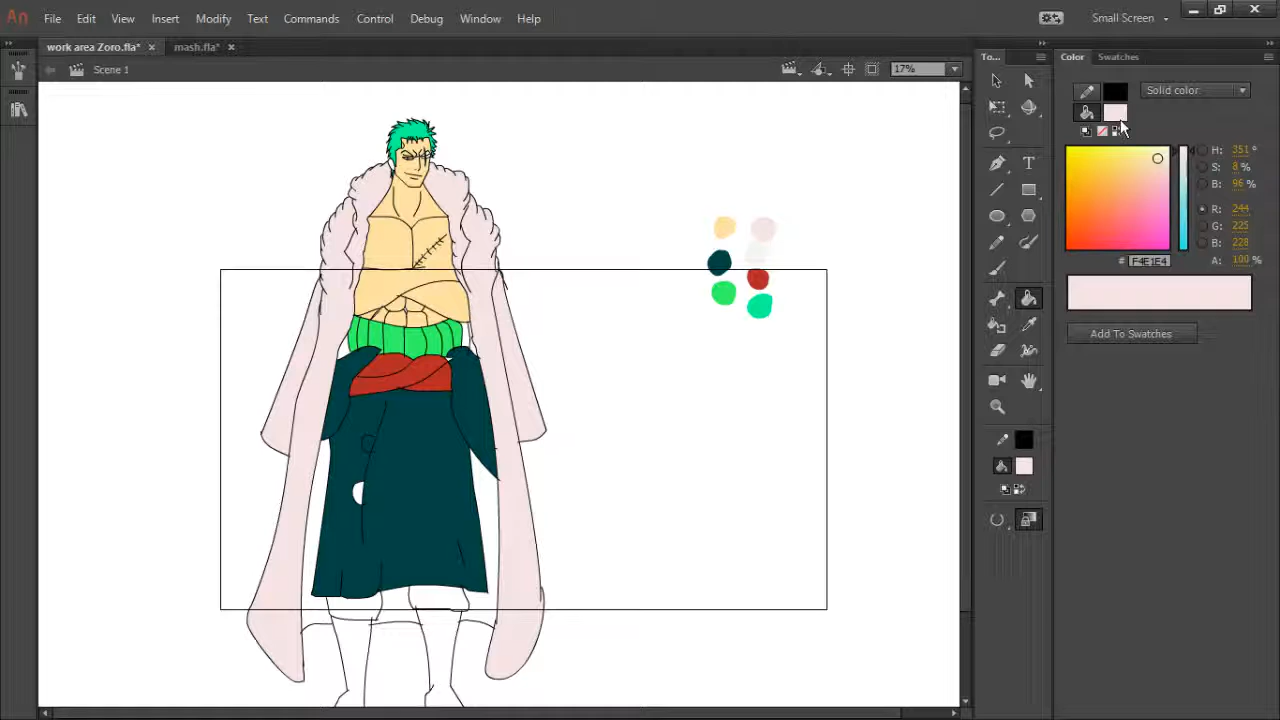 An File Edit View Insert Modify Text Commands Control Debug Window Help Small Screen
work area Zoro.fla* × mash.fla* ×
Scene 1 17%
To...
Color Swatches
Solid color
H: 351 °
S: 8 %
B: 96 %
R: 244
G: 225
B: 228
# F4E1E4 A: 100 %
Add To Swatches
T